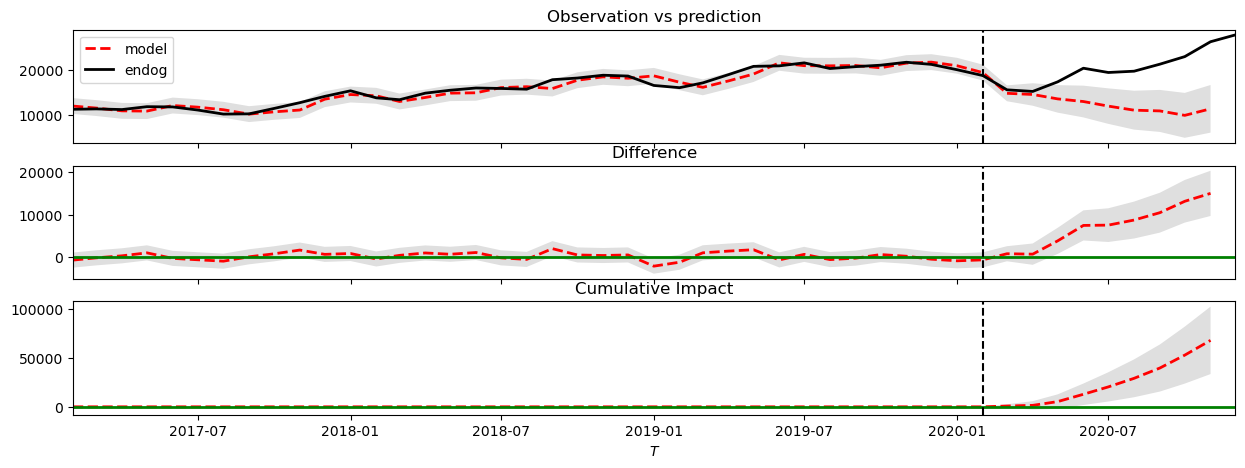 Observation vs prediction
model
endog
20000
10000
Difference
20000
10000
0
Cumulative Impact
100000
50000
0
2017-07 2018-01 2018-07 2019-01 2019-07 2020-01 2020-07
T